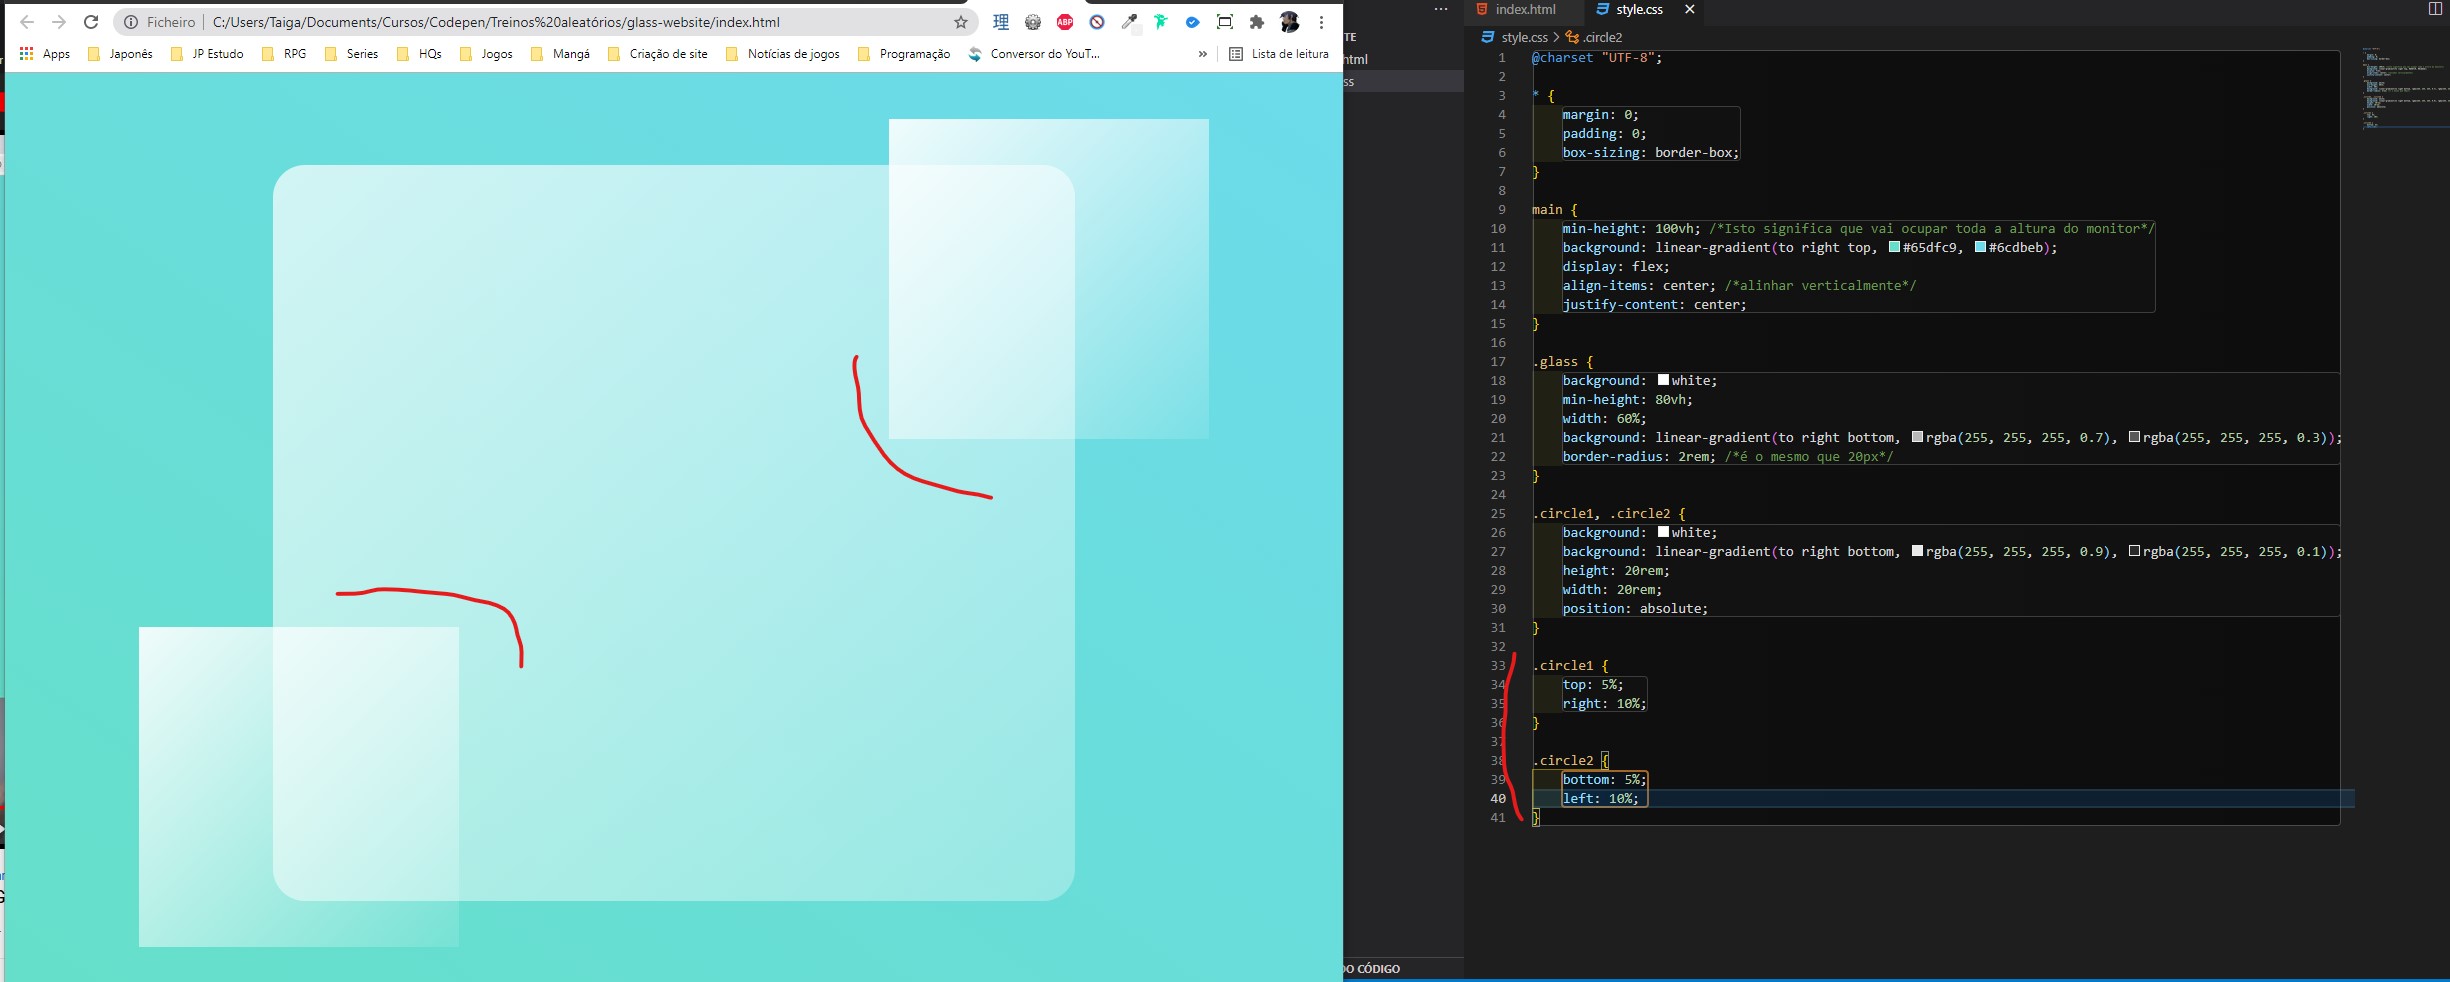 Ficheiro | C:/Users/Taiga/Documents/Cursos/Codepen/Treinos%20aleatórios/glass-website/index.html
理 ABP
Apps Japonês JP Estudo RPG Series HQs Jogos Mangá Criação de site Notícias de jogos Programação Conversor do YouT... » Lista de leitura
TE
html
ss
DO CÓDIGO
index.html style.css
style.css > .circle2
1 @charset "UTF-8";
2
3 * {
4 margin: 0;
5 padding: 0;
6 box-sizing: border-box;
7 }
8
9 main {
10 min-height: 100vh; /*Isto significa que vai ocupar toda a altura do monitor*/
11 background: linear-gradient(to right top, #65dfc9, #6cdbeb);
12 display: flex;
13 align-items: center; /*alinhar verticalmente*/
14 justify-content: center;
15 }
16
17 .glass {
18 background: white;
19 min-height: 80vh;
20 width: 60%;
21 background: linear-gradient(to right bottom, rgba(255, 255, 255, 0.7), rgba(255, 255, 255, 0.3));
22 border-radius: 2rem; /*é o mesmo que 20px*/
23 }
24
25 .circle1, .circle2 {
26 background: white;
27 background: linear-gradient(to right bottom, rgba(255, 255, 255, 0.9), rgba(255, 255, 255, 0.1));
28 height: 20rem;
29 width: 20rem;
30 position: absolute;
31 }
32
33 .circle1 {
34 top: 5%;
35 right: 10%;
36 }
37
38 .circle2 {
39 bottom: 5%;
40 left: 10%;
41 }